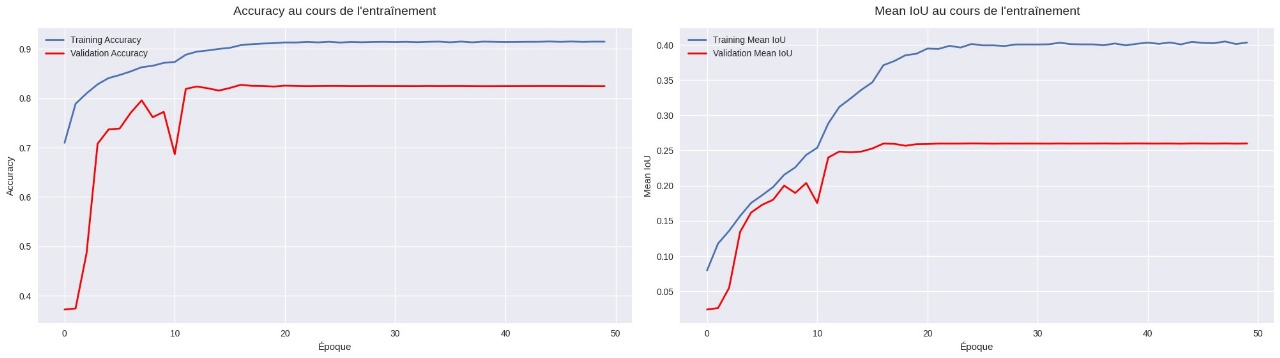 Accuracy au cours de l'entraînement
Training Accuracy
Validation Accuracy
0.9
0.8
0.7
0.6
0.5
0.4
Accuracy
0 10 20 30 40 50
Époque
Mean IoU au cours de l'entraînement
Training Mean IoU
Validation Mean IoU
0.40
0.35
0.30
0.25
0.20
0.15
0.10
0.05
Mean IoU
0 10 20 30 40 50
Époque